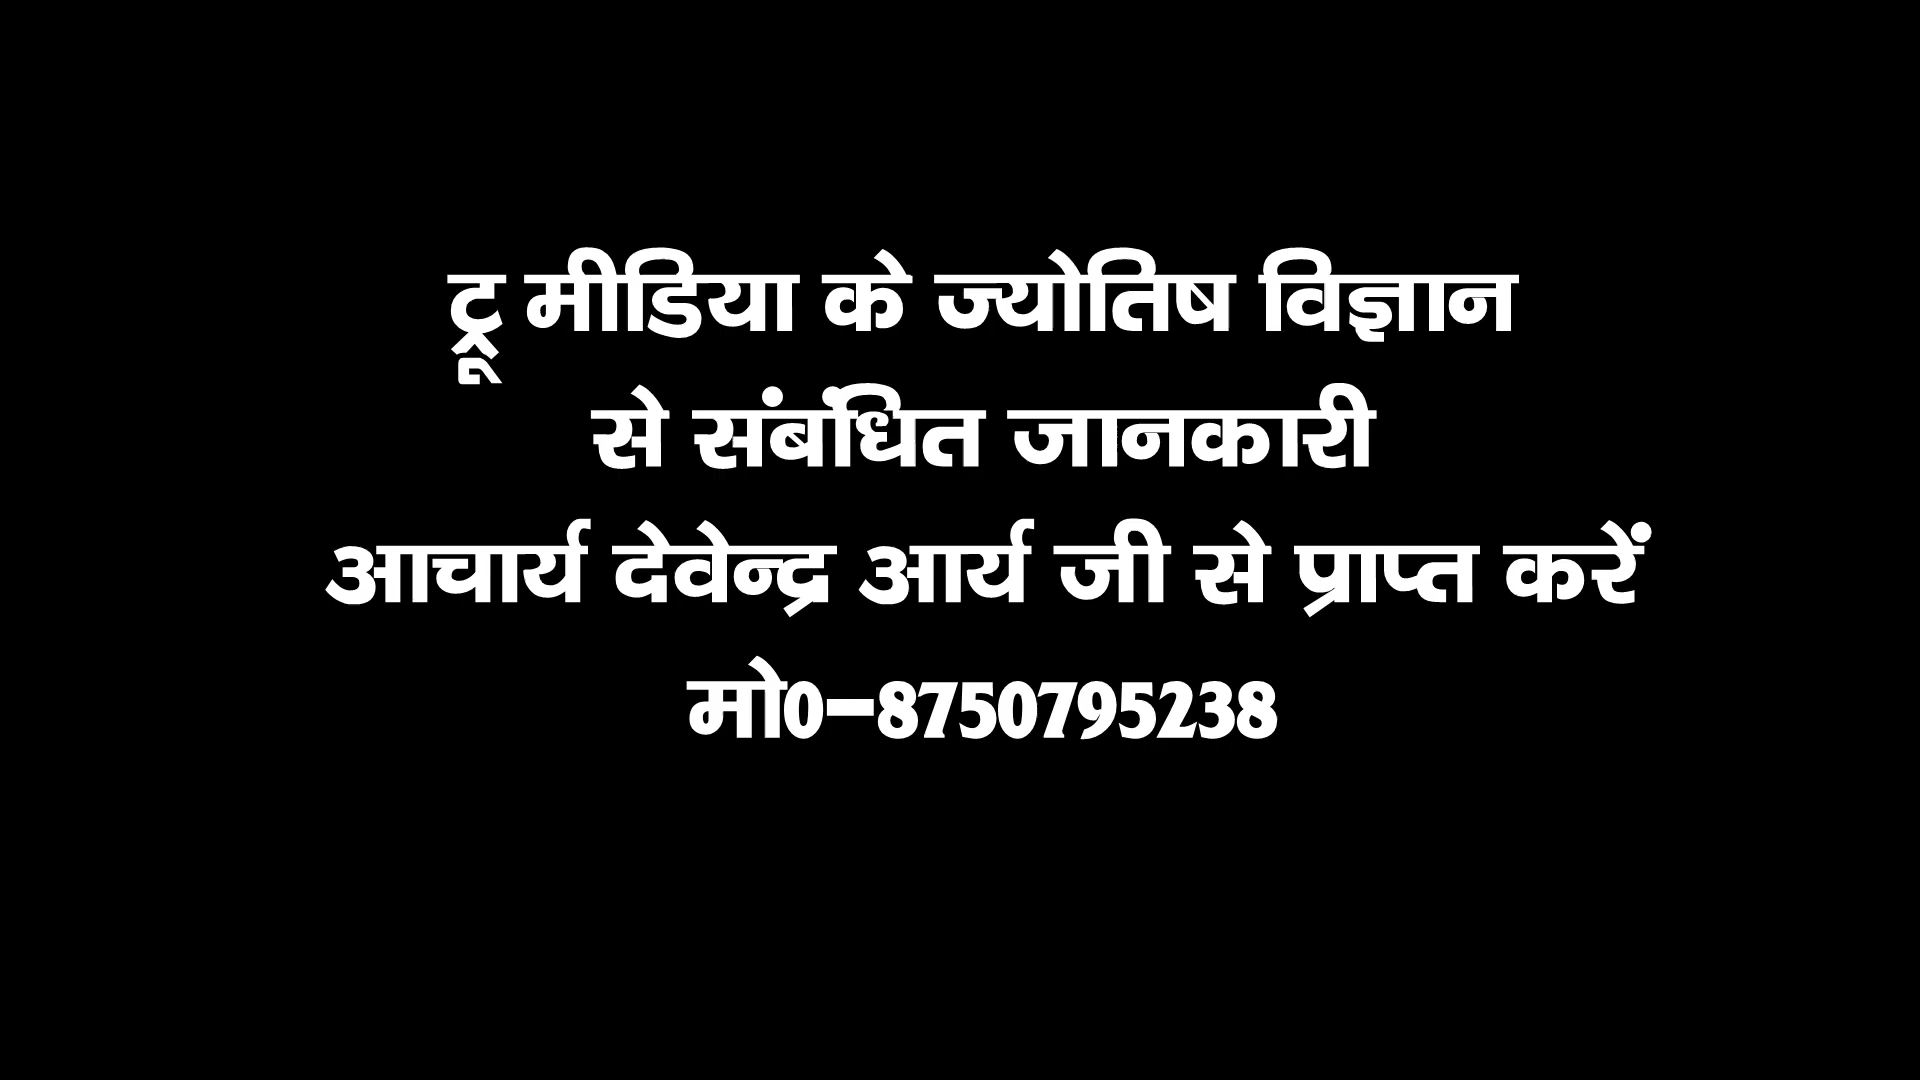 ट्रू मीडिया के ज्योतिष विज्ञान
से संबंधित जानकारी
आचार्य देवेन्द्र आर्य जी से प्राप्त करें
मो0-8750795238